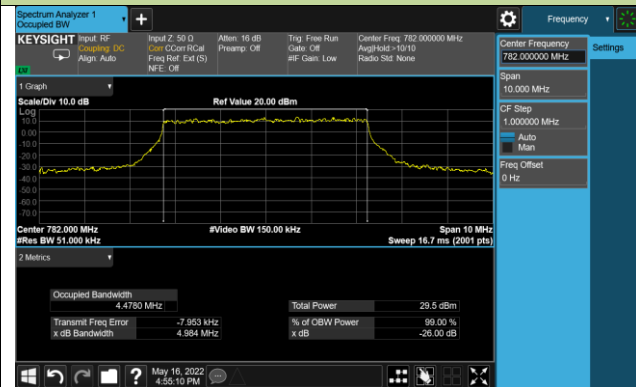 Spectrum Analyzer 1
Occupied BW
+
Frequency
KEYSIGHT
Input: RF
Coupling: DC
Align: Auto
Input Z: 50 Ω
Corr CCorr RCal
Freq Ref: Ext (S)
NFE: Off
Atten: 16 dB
Preamp: Off
Trig: Free Run
Gate: Off
#IF Gain: Low
Center Freq: 782.000000 MHz
Avg|Hold:>10/10
Radio Std: None
1 Graph
Scale/Div 10.0 dB
Ref Value 20.00 dBm
Log
10.0
0.00
-10.0
-20.0
-30.0
-40.0
-50.0
-60.0
-70.0
Center 782.000 MHz
#Video BW 150.00 kHz
Span 10 MHz
#Res BW 51.000 kHz
Sweep 16.7 ms (2001 pts)
2 Metrics
Occupied Bandwidth
4.4780 MHz
Total Power 29.5 dBm
Transmit Freq Error -7.953 kHz
% of OBW Power 99.00 %
x dB Bandwidth 4.984 MHz
x dB -26.00 dB
May 16, 2022
4:55:10 PM
?
Center Frequency
782.000000 MHz
Settings
Span
10.000 MHz
CF Step
1.000000 MHz
Auto
Man
Freq Offset
0 Hz